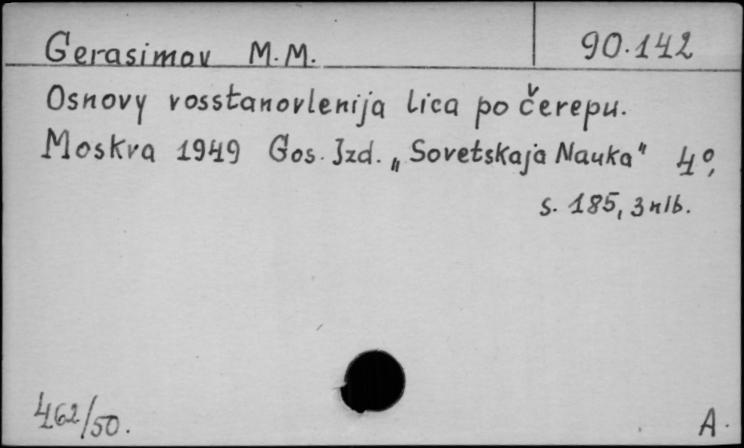 Gerasimov M.M.
90.142
Osnovy vosstanovlenija lica po čerepu.
Moskva 1949 Gos. Izd. „Sovetskaja Nauka" 4°,
s. 185, 3 nlb.
462/50.
A.